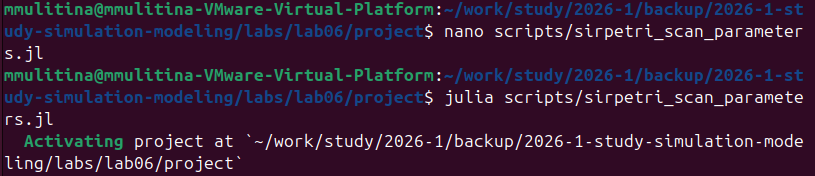 mmulitina@mmulitina-VMware-Virtual-Platform:~/work/study/2026-1/backup/2026-1-st
udy-simulation-modeling/labs/lab06/project$ nano scripts/sirpetri_scan_parameter
s.jl
mmulitina@mmulitina-VMware-Virtual-Platform:~/work/study/2026-1/backup/2026-1-st
udy-simulation-modeling/labs/lab06/project$ julia scripts/sirpetri_scan_paramete
rs.jl
  Activating project at `~/work/study/2026-1/backup/2026-1-study-simulation-mode
ling/labs/lab06/project`